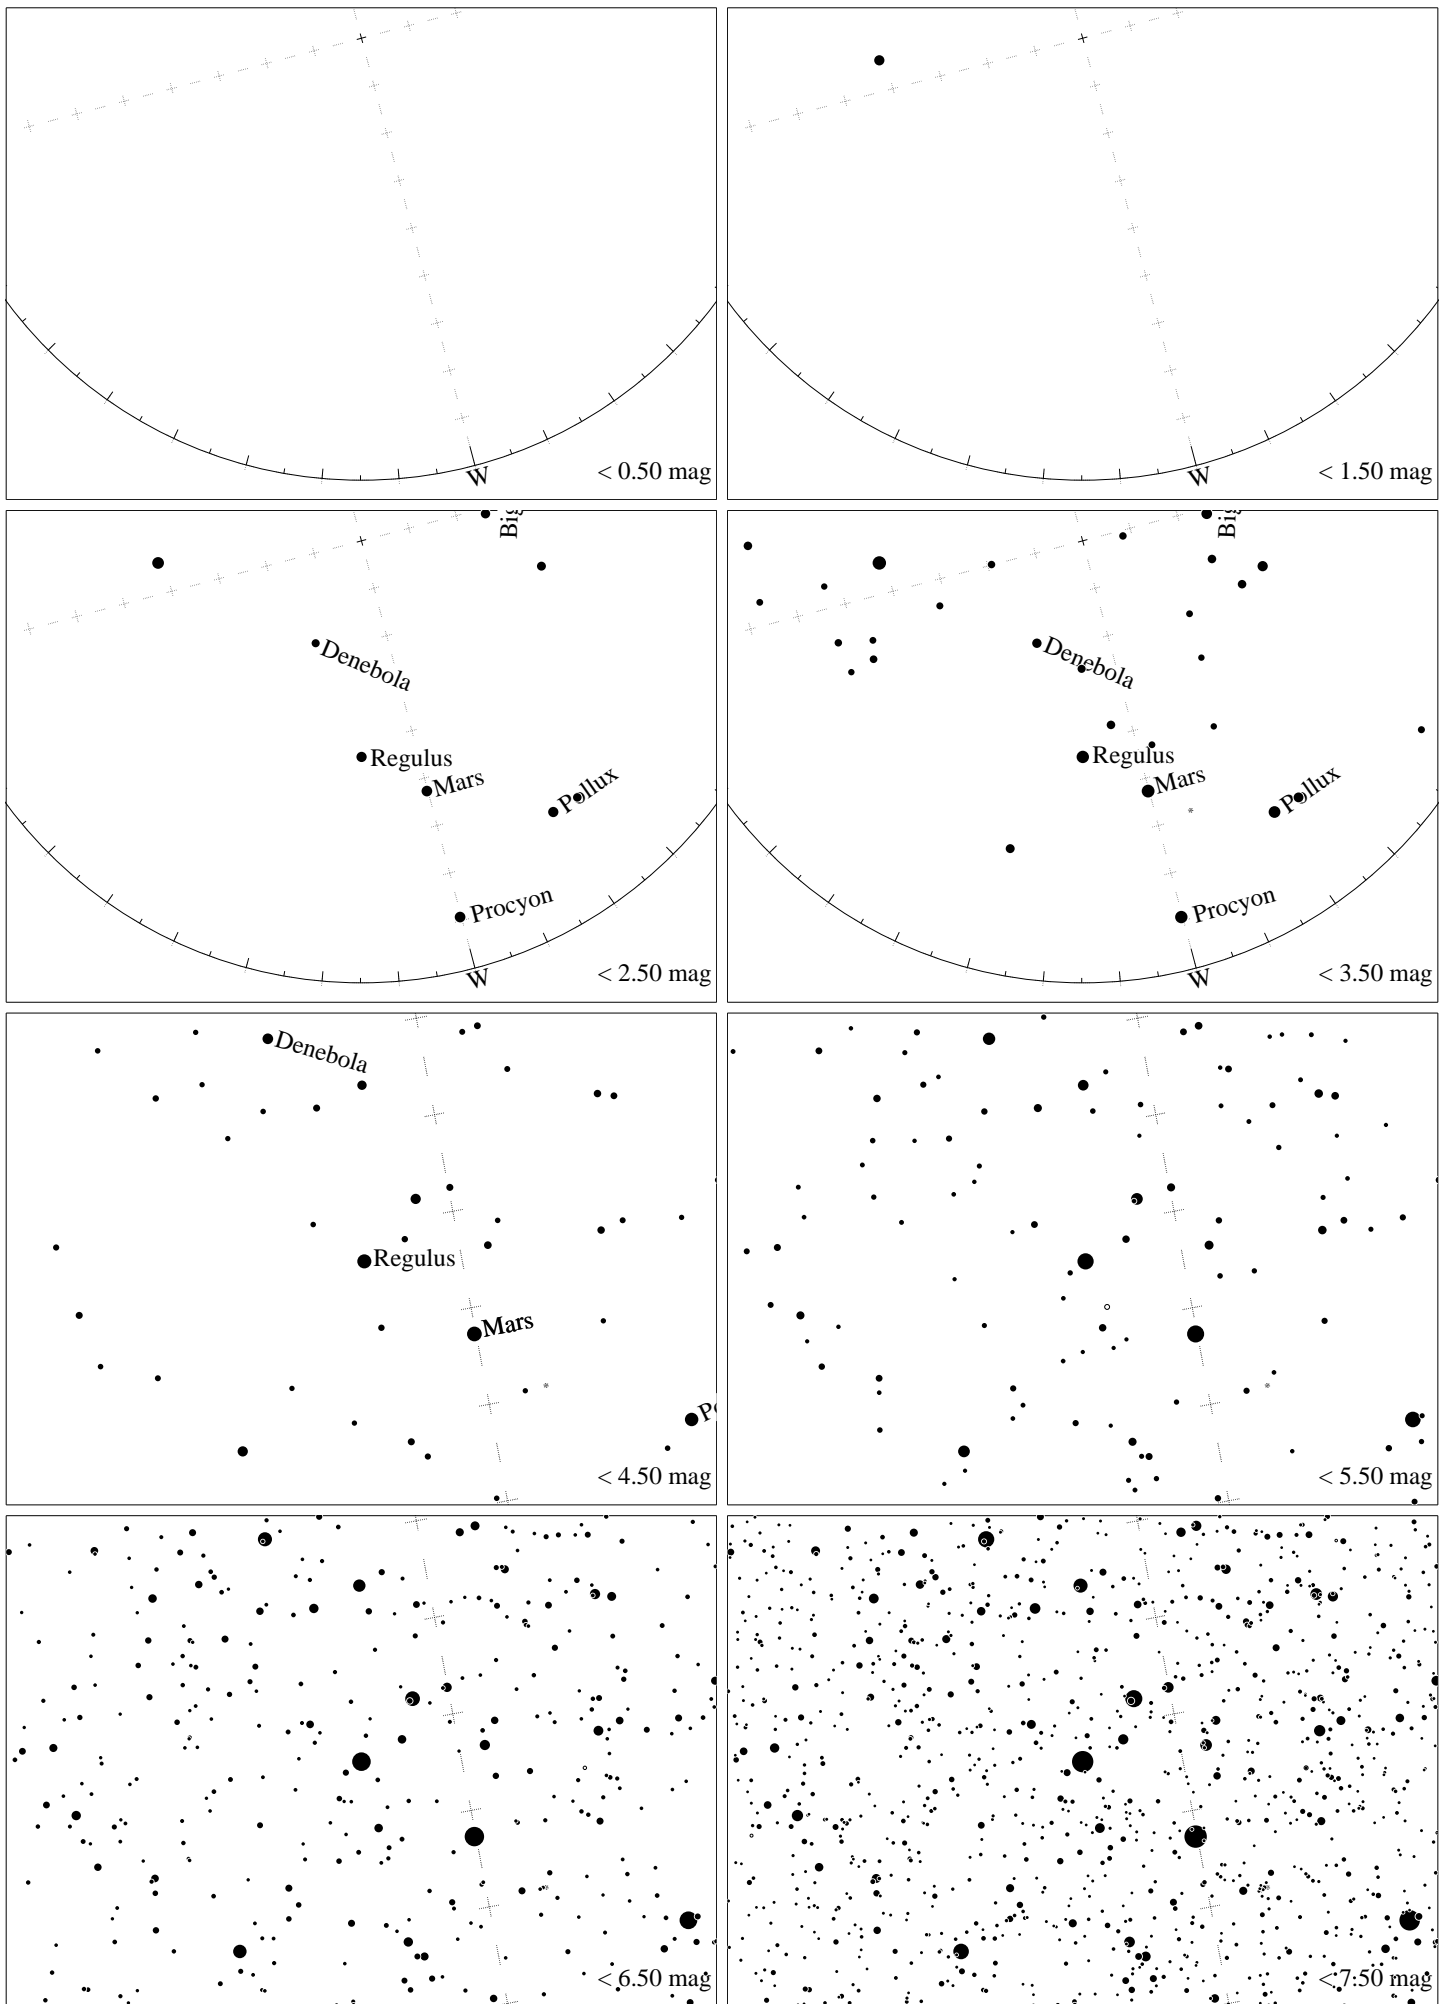 W
< 0.50 mag
W
< 1.50 mag
Denebola
Regulus
Mars
Pollux
Procyon
W
< 2.50 mag
Denebola
Regulus
Mars
Pollux
Procyon
W
< 3.50 mag
Denebola
Regulus
Mars
< 4.50 mag
< 5.50 mag
< 6.50 mag
< 7.50 mag